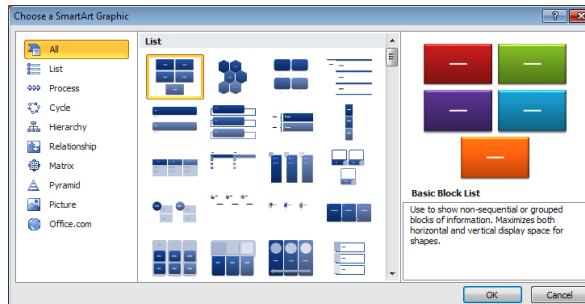 Choose a SmartArt Graphic
All
List
Process
Cycle
Hierarchy
Relationship
Matrix
Pyramid
Picture
Office.com
List
Basic Block List
Use to show non-sequential or grouped
blocks of information. Maximizes both
horizontal and vertical display space for
shapes.
OK
Cancel